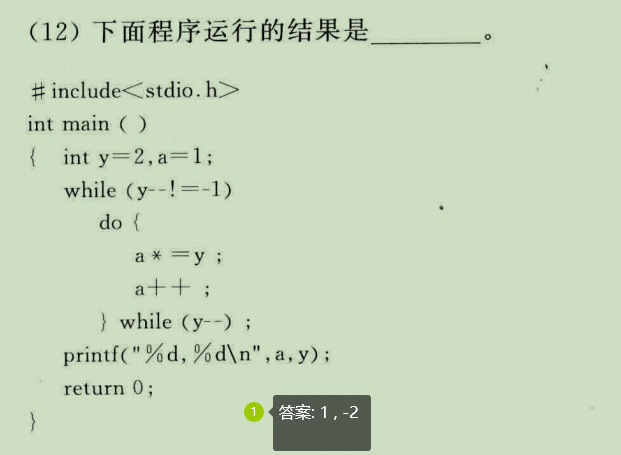 (12) 下面程序运行的结果是________。
# include<stdio.h>
int main ( )
{ int y=2,a=1;
while (y--!=-1)
do {
a * =y ;
a++ ;
} while (y--) ;
printf("%d,%d\n",a,y);
return 0;
}
1 答案: 1 , -2